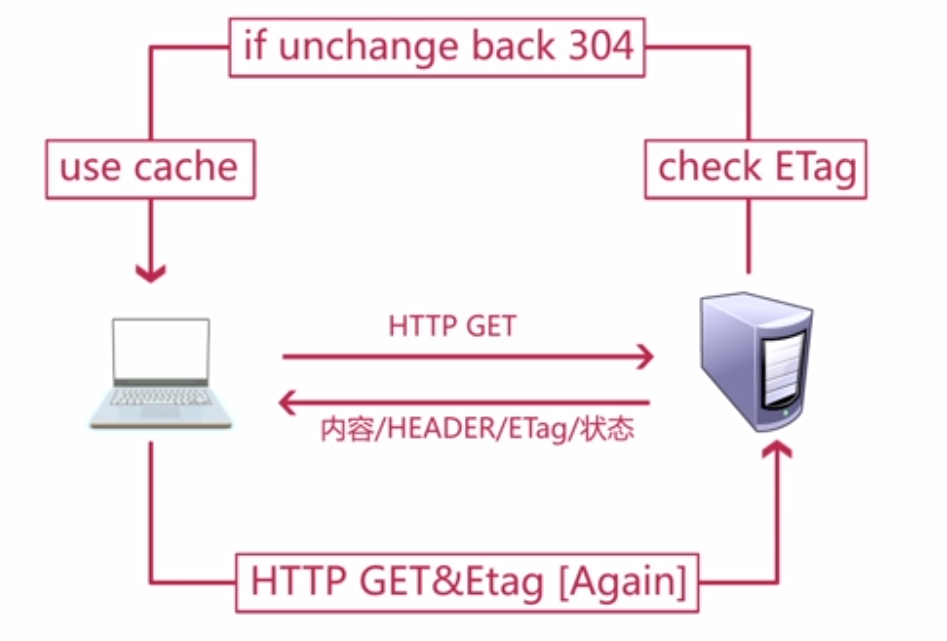 if unchange back 304
use cache
check ETag
HTTP GET
内容/HEADER/ETag/状态
HTTP GET&Etag [Again]